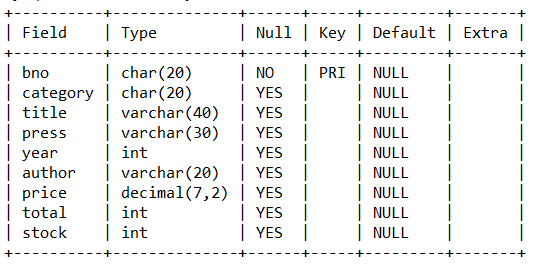 +----------+--------------+------+-----+---------+-------+
| Field    | Type         | Null | Key | Default | Extra |
+----------+--------------+------+-----+---------+-------+
| bno      | char(20)     | NO   | PRI | NULL    |       |
| category | char(20)     | YES  |     | NULL    |       |
| title    | varchar(40)  | YES  |     | NULL    |       |
| press    | varchar(30)  | YES  |     | NULL    |       |
| year     | int          | YES  |     | NULL    |       |
| author   | varchar(20)  | YES  |     | NULL    |       |
| price    | decimal(7,2) | YES  |     | NULL    |       |
| total    | int          | YES  |     | NULL    |       |
| stock    | int          | YES  |     | NULL    |       |
+----------+--------------+------+-----+---------+-------+